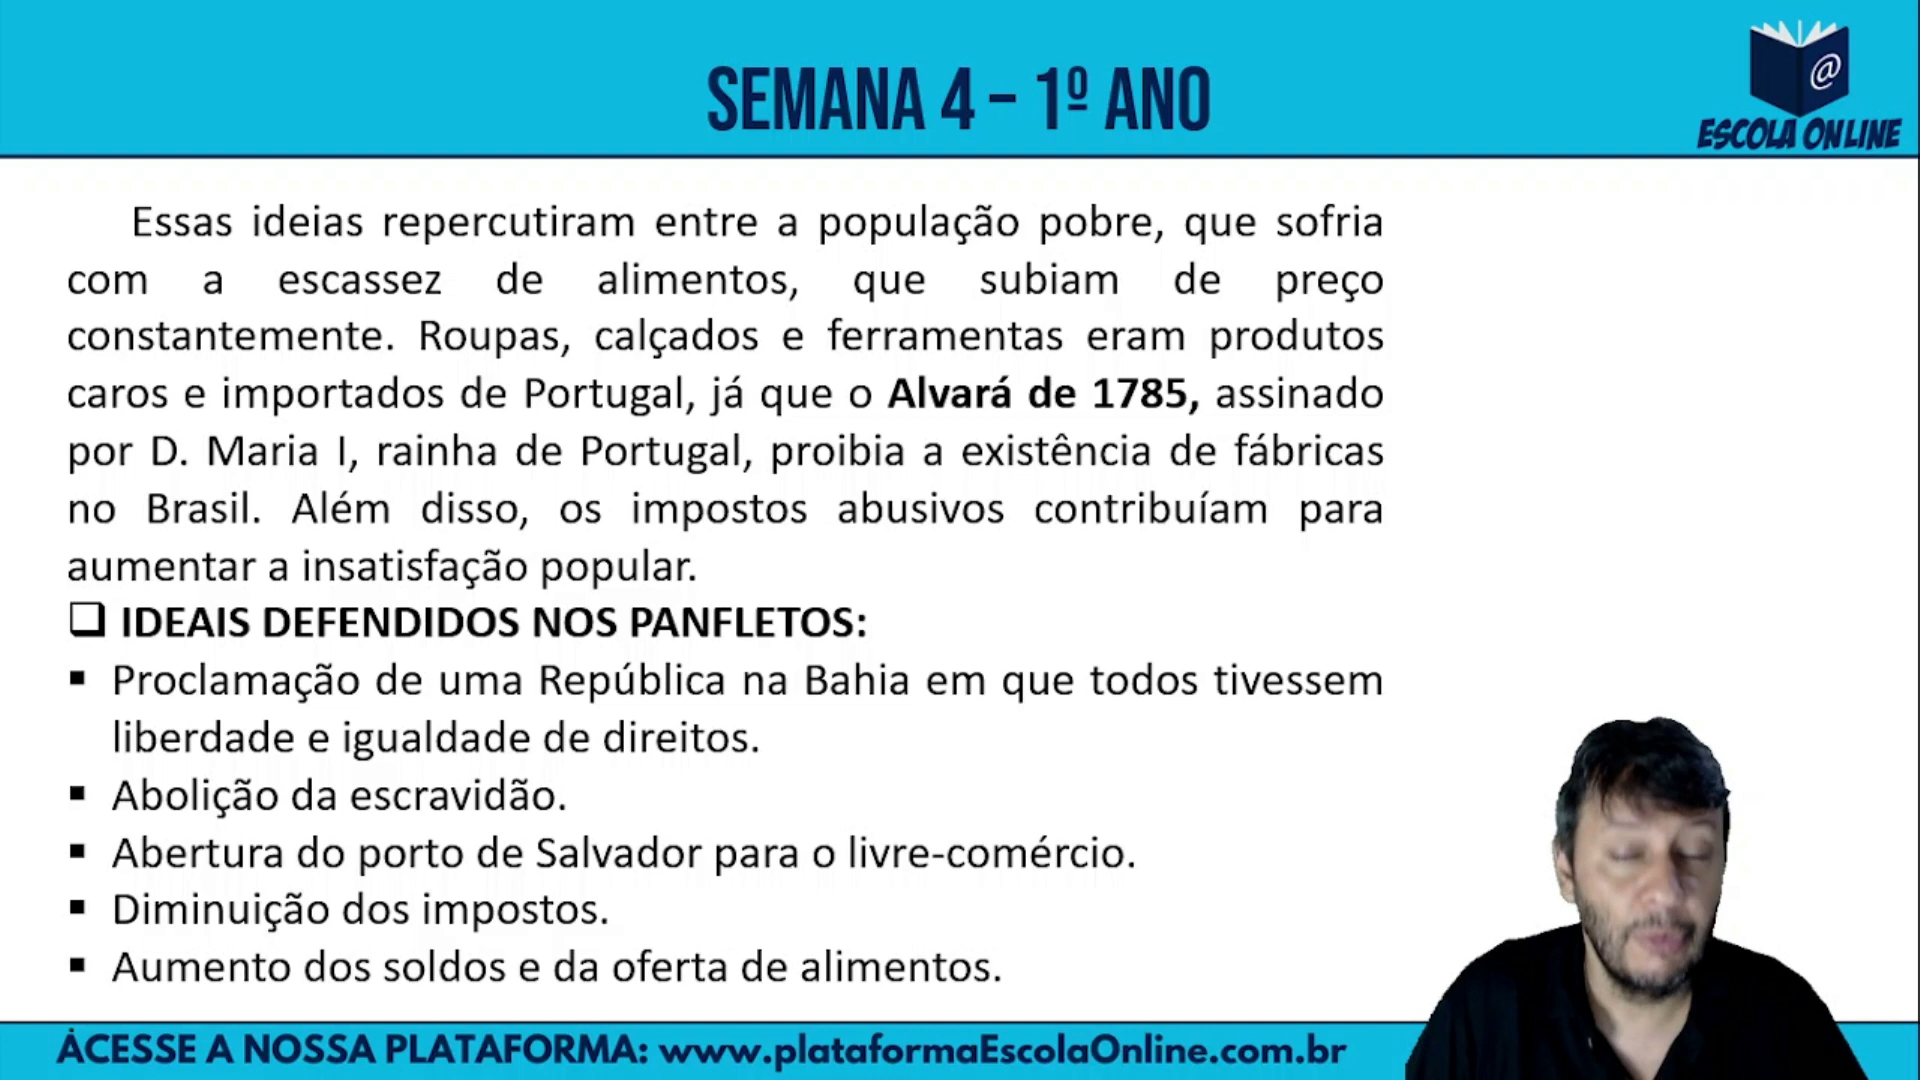 SEMANA 4 – 1º ANO
@
ESCOLA ONLINE
Essas ideias repercutiram entre a população pobre, que sofria
com a escassez de alimentos, que subiam de preço
constantemente. Roupas, calçados e ferramentas eram produtos
caros e importados de Portugal, já que o Alvará de 1785, assinado
por D. Maria I, rainha de Portugal, proibia a existência de fábricas
no Brasil. Além disso, os impostos abusivos contribuíam para
aumentar a insatisfação popular.
❑ IDEAIS DEFENDIDOS NOS PANFLETOS:
▪ Proclamação de uma República na Bahia em que todos tivessem
liberdade e igualdade de direitos.
▪ Abolição da escravidão.
▪ Abertura do porto de Salvador para o livre-comércio.
▪ Diminuição dos impostos.
▪ Aumento dos soldos e da oferta de alimentos.
ACESSE A NOSSA PLATAFORMA: www.plataformaEscolaOnline.com.br